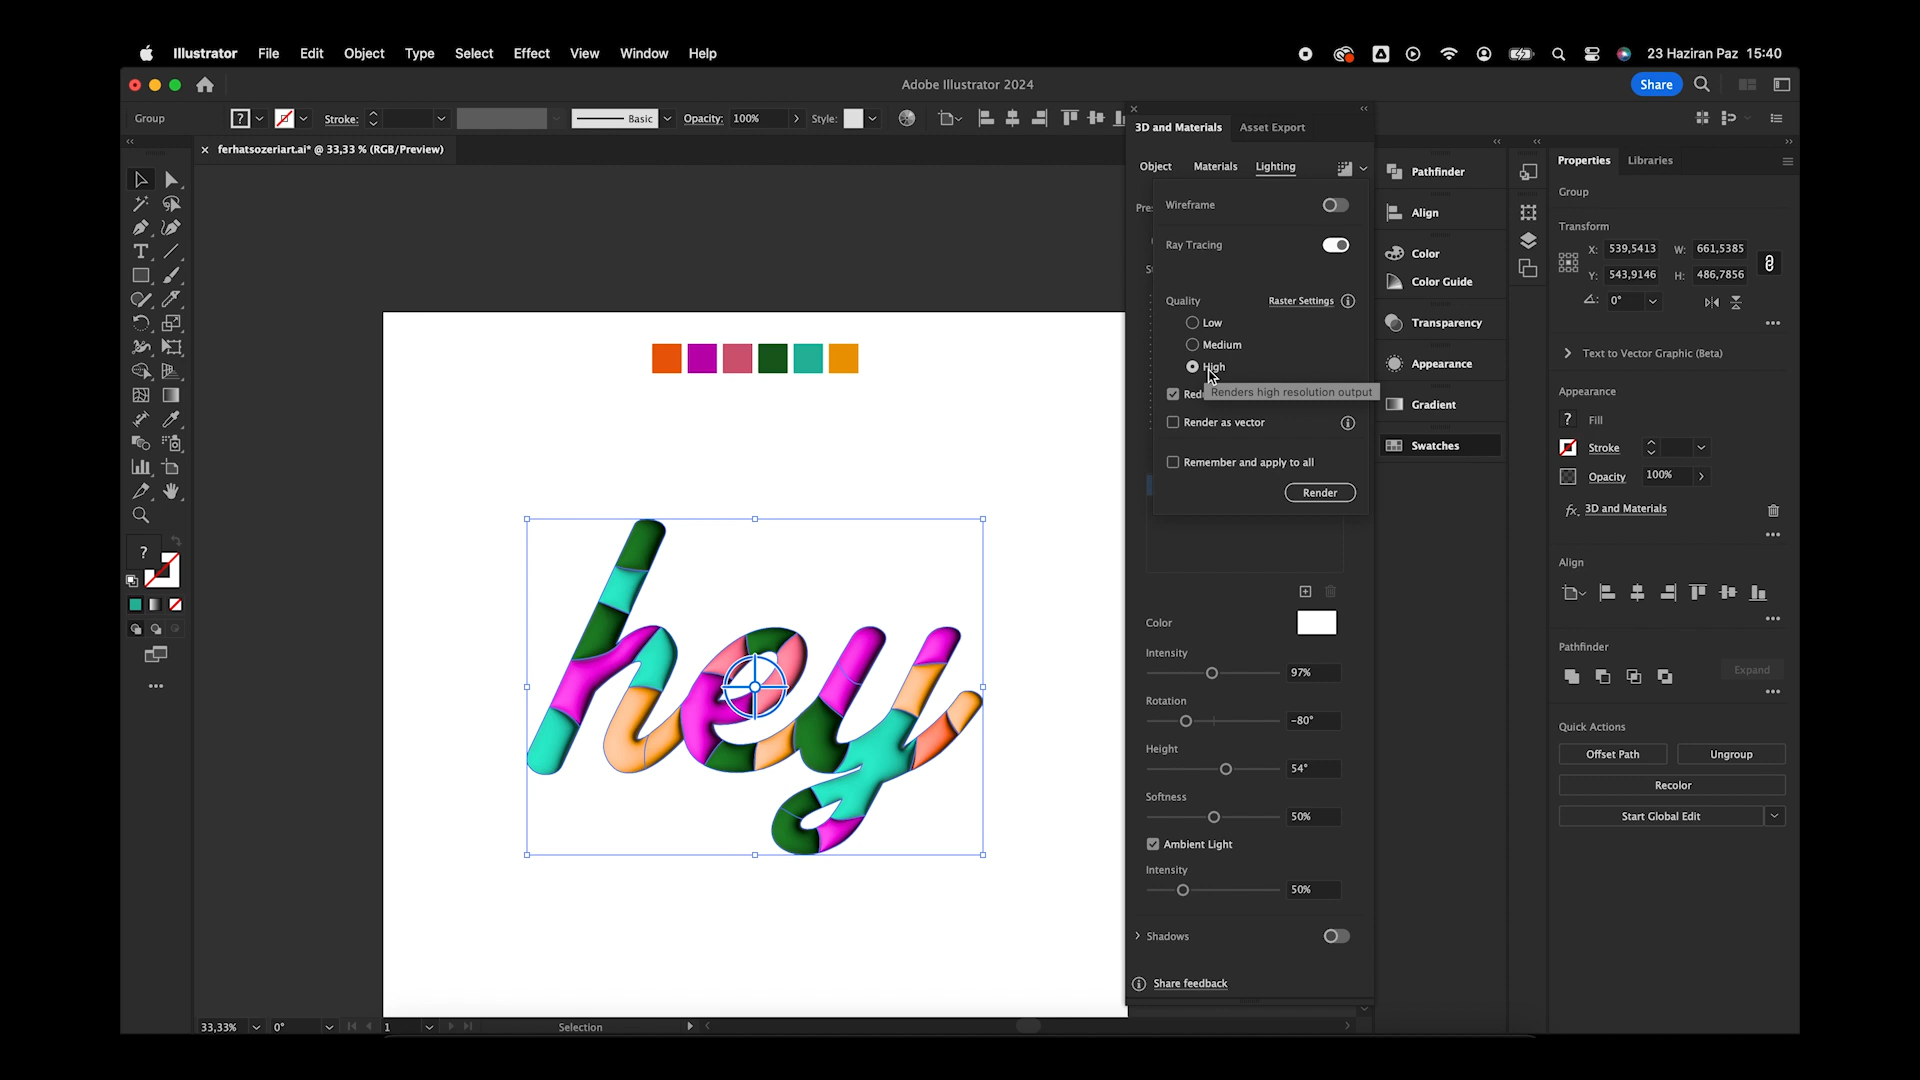 Illustrator File Edit Object Type Select Effect View Window Help 23 Haziran Paz 15:40
Adobe Illustrator 2024 Share
Group Stroke: Basic Opacity: 100% Style:
ferhatsozeriart.ai* @ 33,33 % (RGB/Preview)
3D and Materials Asset Export
Object Materials Lighting
Wireframe
Ray Tracing
Quality Raster Settings
Low
Medium
High
Renders high resolution output
Render as vector
Remember and apply to all
Render
Color
Intensity
97%
Rotation
-80°
Height
54°
Softness
50%
Ambient Light
Intensity
50%
Shadows
Share feedback
Pathfinder
Align
Color
Color Guide
Transparency
Appearance
Gradient
Swatches
Properties Libraries
Group
Transform
X: 539,5413 W: 661,5385
Y: 543,9146 H: 486,7856
0°
Text to Vector Graphic (Beta)
Appearance
? Fill
Stroke
Opacity 100%
fx. 3D and Materials
Align
Pathfinder
Expand
Quick Actions
Offset Path Ungroup
Recolor
Start Global Edit
hey
33,33% 0° 1 Selection